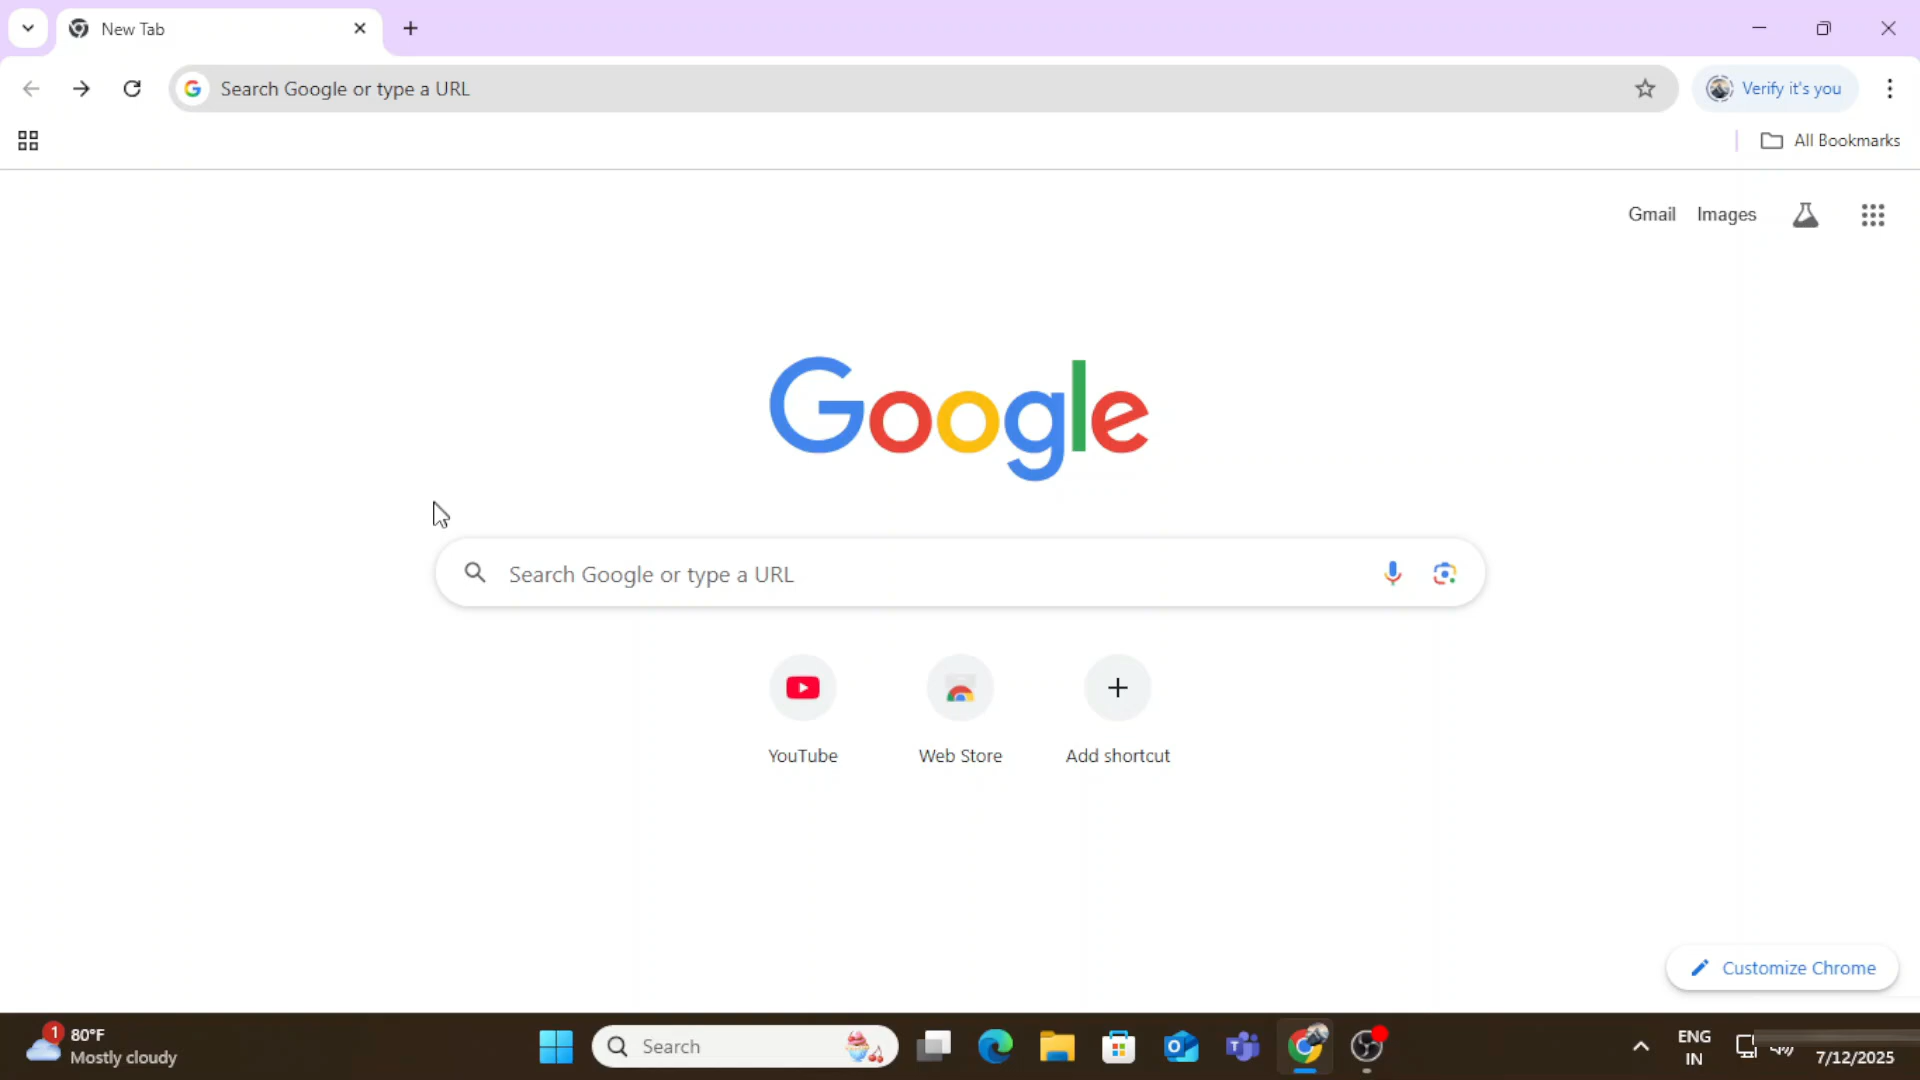 New Tab
Search Google or type a URL
Verify it's you
All Bookmarks
Gmail Images
Google
Search Google or type a URL
YouTube Web Store Add shortcut
Customize Chrome
1 80°F
Mostly cloudy
Search
ENG
IN
7/12/2025